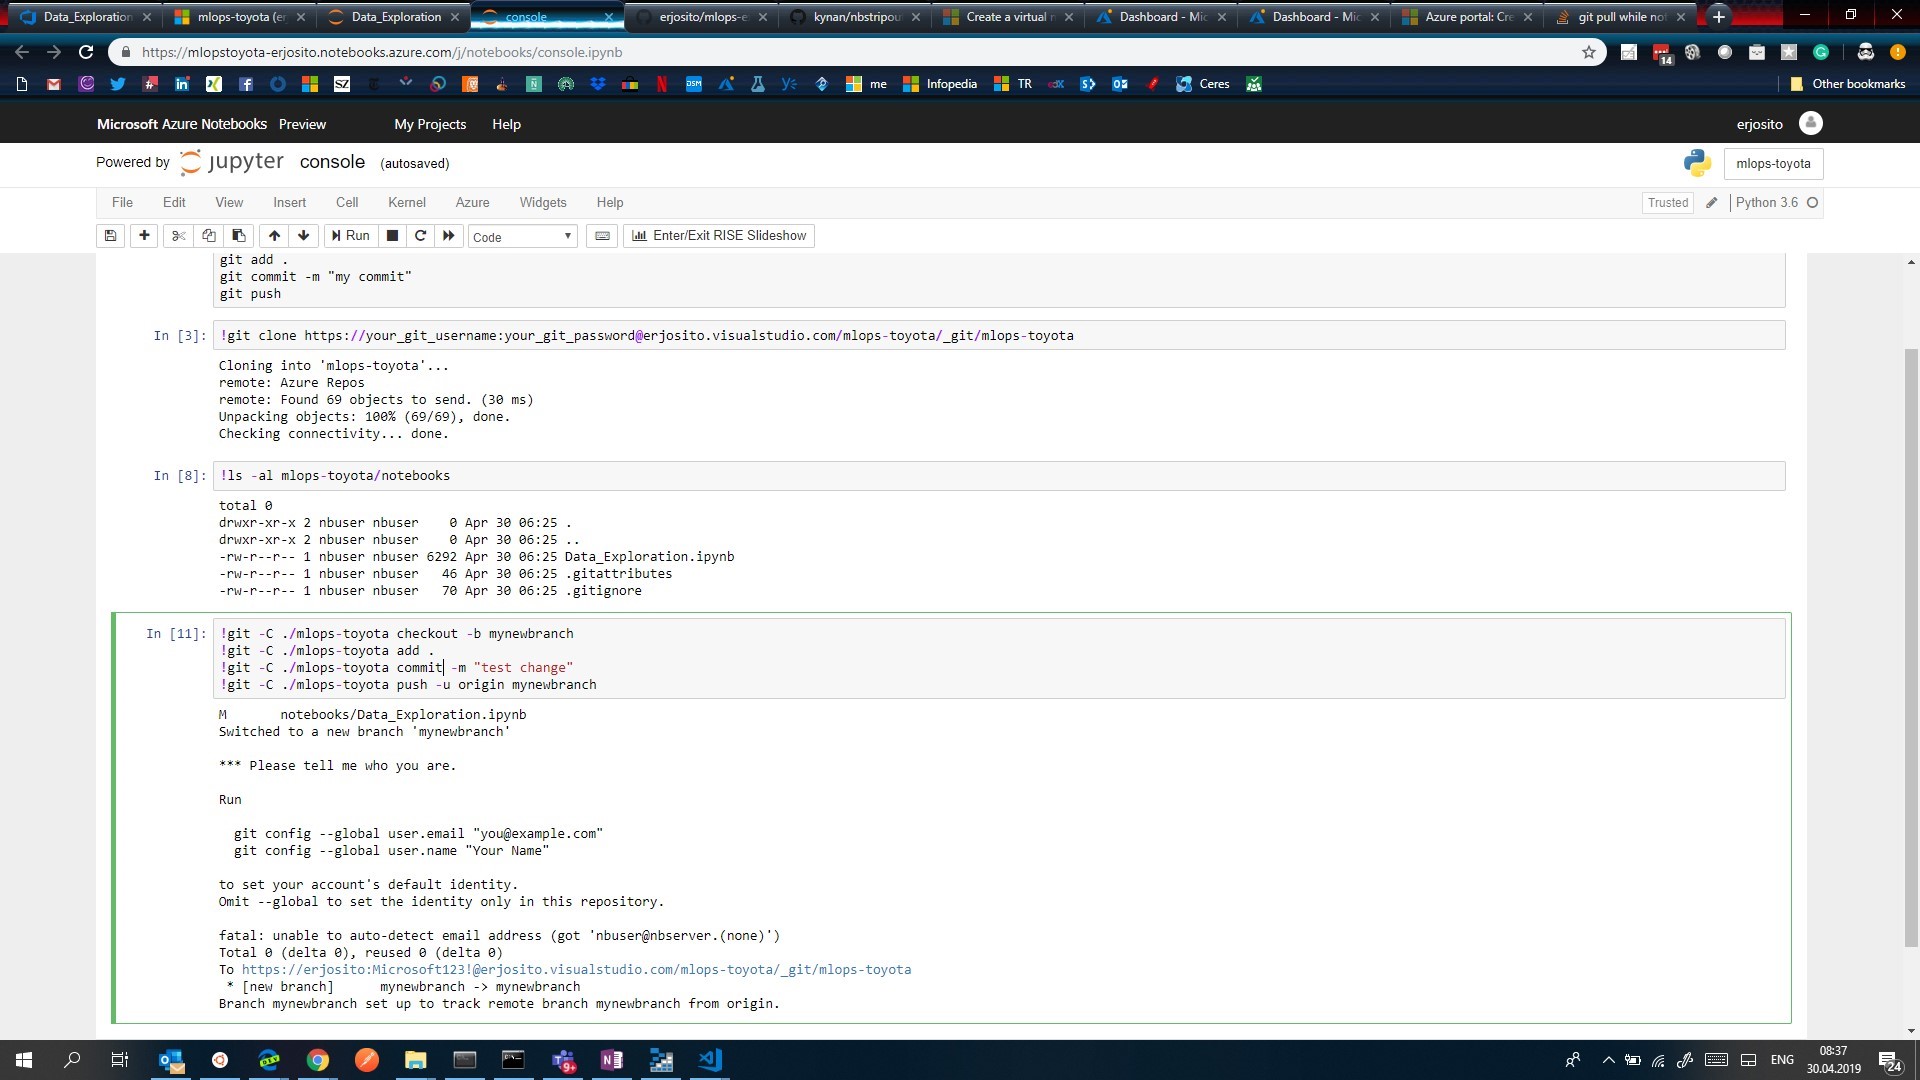 Data_Exploration
mlops-toyota (er
Data_Exploration
console
erjosito/mlops-e
kynan/nbstripou
Create a virtual
Dashboard - Mic
Dashboard - Mic
Azure portal: Cre
git pull while not
https://mlopstoyota-erjosito.notebooks.azure.com/j/notebooks/console.ipynb
14
SZ
me
Infopedia
TR
Ceres
Other bookmarks
Microsoft Azure Notebooks Preview
My Projects
Help
erjosito
Powered by jupyter console (autosaved)
mlops-toyota
File Edit View Insert Cell Kernel Azure Widgets Help
Trusted
Python 3.6
Run
Code
Enter/Exit RISE Slideshow
git add .
git commit -m "my commit"
git push
In [3]: !git clone https://your_git_username:your_git_password@erjosito.visualstudio.com/mlops-toyota/_git/mlops-toyota
Cloning into 'mlops-toyota'...
remote: Azure Repos
remote: Found 69 objects to send. (30 ms)
Unpacking objects: 100% (69/69), done.
Checking connectivity... done.
In [8]: !ls -al mlops-toyota/notebooks
total 0
drwxr-xr-x 2 nbuser nbuser    0 Apr 30 06:25 .
drwxr-xr-x 2 nbuser nbuser    0 Apr 30 06:25 ..
-rw-r--r-- 1 nbuser nbuser 6292 Apr 30 06:25 Data_Exploration.ipynb
-rw-r--r-- 1 nbuser nbuser   46 Apr 30 06:25 .gitattributes
-rw-r--r-- 1 nbuser nbuser   70 Apr 30 06:25 .gitignore
In [11]: !git -C ./mlops-toyota checkout -b mynewbranch
!git -C ./mlops-toyota add .
!git -C ./mlops-toyota commit -m "test change"
!git -C ./mlops-toyota push -u origin mynewbranch
M       notebooks/Data_Exploration.ipynb
Switched to a new branch 'mynewbranch'
*** Please tell me who you are.
Run
git config --global user.email "you@example.com"
git config --global user.name "Your Name"
to set your account's default identity.
Omit --global to set the identity only in this repository.
fatal: unable to auto-detect email address (got 'nbuser@nbserver.(none)')
Total 0 (delta 0), reused 0 (delta 0)
To https://erjosito:Microsoft123!@erjosito.visualstudio.com/mlops-toyota/_git/mlops-toyota
* [new branch]      mynewbranch -> mynewbranch
Branch mynewbranch set up to track remote branch mynewbranch from origin.
ENG
08:37
30.04.2019
24